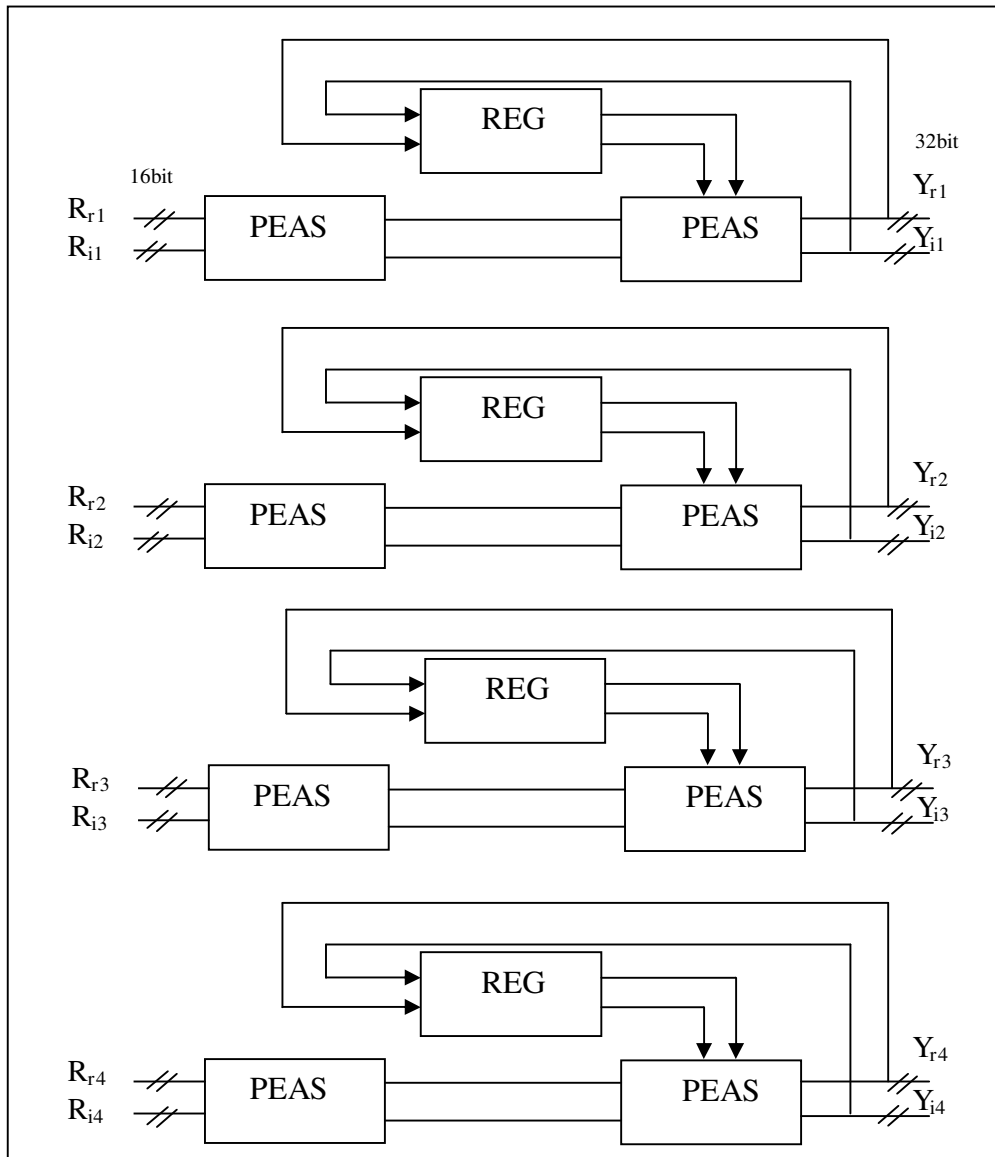 REG
32bit
16bit
Rr1 PEAS PEAS Yr1
Ri1 Yi1
REG
Rr2 PEAS PEAS Yr2
Ri2 Yi2
REG
Rr3 PEAS PEAS Yr3
Ri3 Yi3
REG
Rr4 PEAS PEAS Yr4
Ri4 Yi4